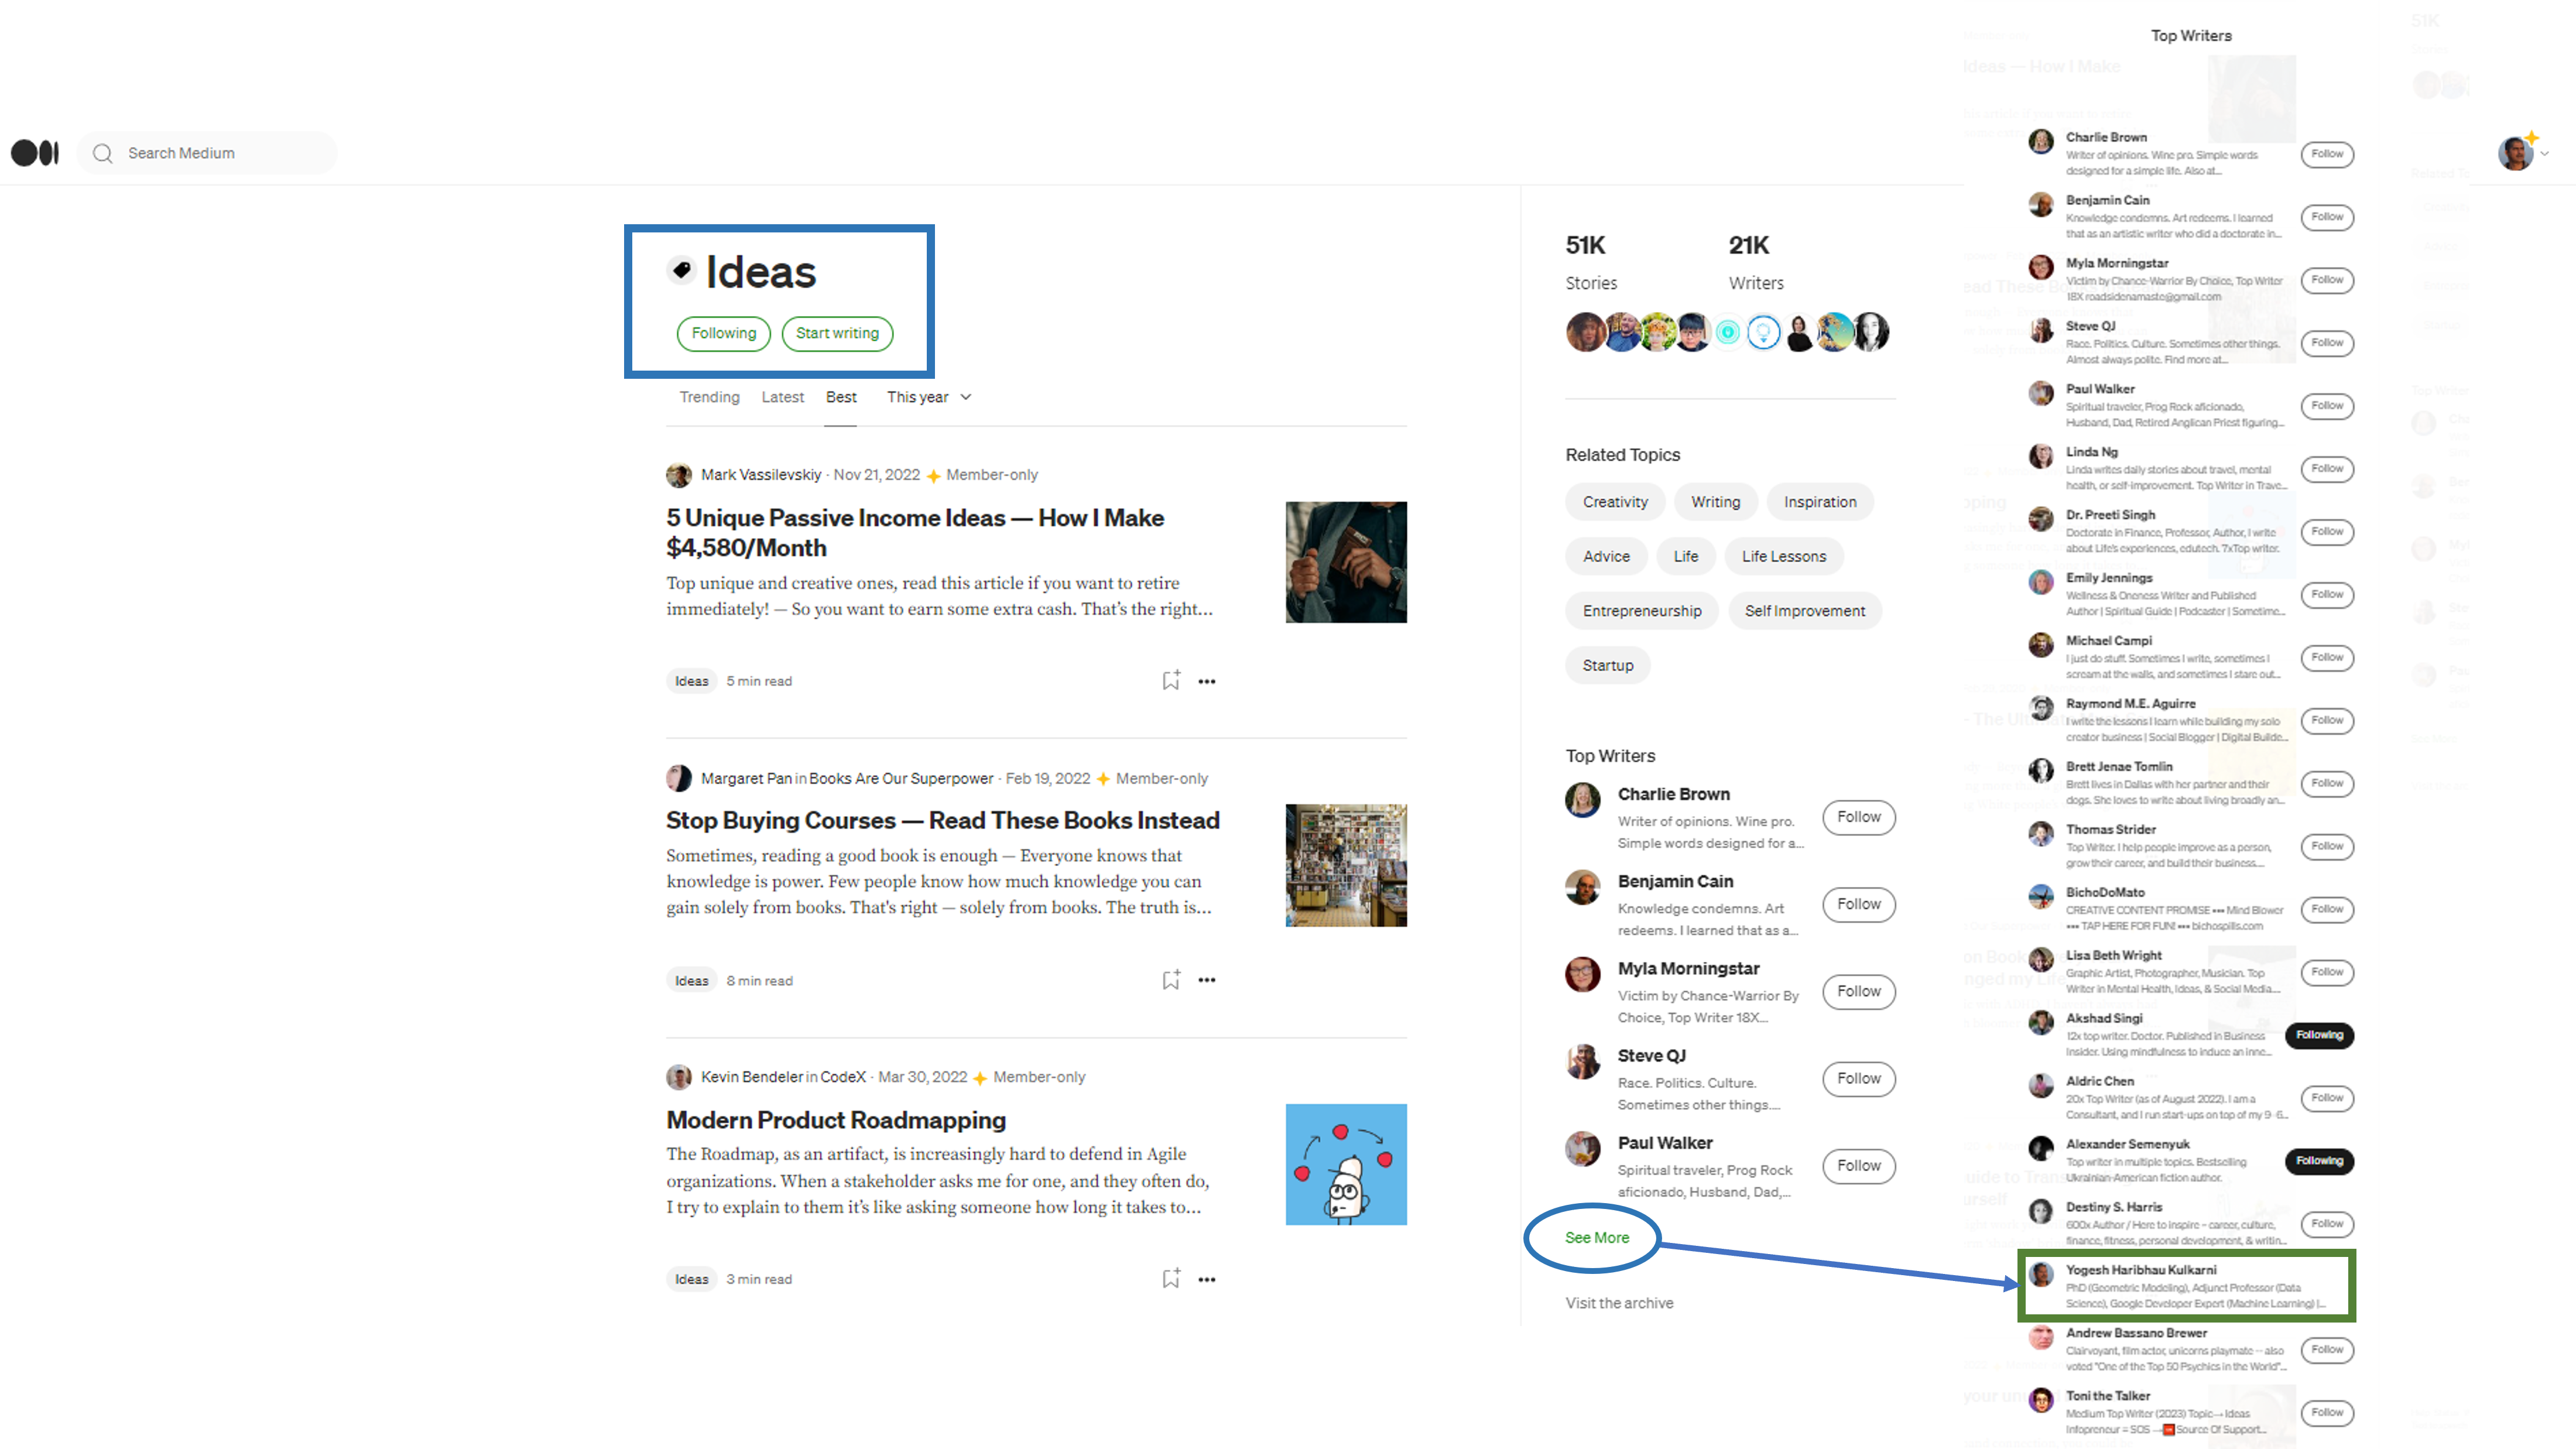 Search Medium
Ideas
Following
Start writing
Trending
Latest
Best
This year
Mark Vassilevskiy · Nov 21, 2022 Member-only
5 Unique Passive Income Ideas — How I Make
$4,580/Month
Top unique and creative ones, read this article if you want to retire
immediately! — So you want to earn some extra cash. That's the right...
Ideas
5 min read
Margaret Pan in Books Are Our Superpower · Feb 19, 2022 Member-only
Stop Buying Courses — Read These Books Instead
Sometimes, reading a good book is enough — Everyone knows that
knowledge is power. Few people know how much knowledge you can
gain solely from books. That's right — solely from books. The truth is...
Ideas
8 min read
Kevin Bendeler in CodeX · Mar 30, 2022 Member-only
Modern Product Roadmapping
The Roadmap, as an artifact, is increasingly hard to defend in Agile
organizations. When a stakeholder asks me for one, and they often do,
I try to explain to them it's like asking someone how long it takes to...
Ideas
3 min read
51K
Stories
21K
Writers
Related Topics
Creativity
Writing
Inspiration
Advice
Life
Life Lessons
Entrepreneurship
Self Improvement
Startup
Top Writers
Charlie Brown
Writer of opinions. Wine pro.
Simple words designed for a...
Follow
Benjamin Cain
Knowledge condemns. Art
redeems. I learned that as a...
Follow
Myla Morningstar
Victim by Chance-Warrior By
Choice, Top Writer 18X...
Follow
Steve QJ
Race. Politics. Culture.
Sometimes other things....
Follow
Paul Walker
Spiritual traveler, Prog Rock
aficionado, Husband, Dad,...
Follow
See More
Visit the archive
Top Writers
Charlie Brown
Writer of opinions. Wine pro. Simple words
designed for a simple life. Also at...
Follow
Benjamin Cain
Knowledge condemns. Art redeems. I learned
that as an artistic writer who did a doctorate in...
Follow
Myla Morningstar
Victim by Chance-Warrior By Choice, Top Writer
18X roadsidenamaste@gmail.com
Follow
Steve QJ
Race. Politics. Culture. Sometimes other things.
Almost always polite. Find more at...
Follow
Paul Walker
Spiritual traveler, Prog Rock aficionado,
Husband, Dad, Retired Anglican Priest figuring...
Follow
Linda Ng
Linda writes daily stories about travel, mental
health, or self-improvement. Top Writer in Trave...
Follow
Dr. Preeti Singh
Doctorate in Finance, Professor, Author, I write
about Life's experiences, edutech. 7xTop writer.
Follow
Emily Jennings
Wellness & Oneness Writer and Published
Author | Spiritual Guide | Podcaster | Sometime...
Follow
Michael Campi
I just do stuff. Sometimes I write, sometimes I
scream at the walls, and sometimes I stare out...
Follow
Raymond M.E. Aguirre
I write the lessons I learn while building my solo
creator business | Social Blogger | Digital Builde...
Follow
Brett Jenae Tomlin
Brett lives in Dallas with her partner and their
dogs. She loves to write about living broadly an...
Follow
Thomas Strider
Top Writer. I help people improve as a person,
grow their career, and build their business....
Follow
BichoDoMato
CREATIVE CONTENT PROMISE ••• Mind Blower
••• TAP HERE FOR FUN! ••• bichospills.com
Follow
Lisa Beth Wright
Graphic Artist, Photographer, Musician. Top
Writer in Mental Health, Ideas, & Social Media....
Follow
Akshad Singi
12x top writer. Doctor. Published in Business
Insider. Using mindfulness to induce an inne...
Following
Aldric Chen
20x Top Writer (as of August 2022). I am a
Consultant, and I run start-ups on top of my 9-6...
Follow
Alexander Semenyuk
Top writer in multiple topics. Bestselling
Ukrainian-American fiction author.
Following
Destiny S. Harris
600x Author / Here to inspire – career, culture,
finance, fitness, personal development, & writin...
Follow
Yogesh Haribhau Kulkarni
PhD (Geometric Modeling), Adjunct Professor (Data
Science), Google Developer Expert (Machine Learning) |...
Andrew Bassano Brewer
Clairvoyant, film actor, unicorns playmate -- also
voted "One of the Top 50 Psychics in the World"...
Follow
Toni the Talker
Medium Top Writer (2023) Topic→ Ideas
Infopreneur = SOS → Source Of Support...
Follow